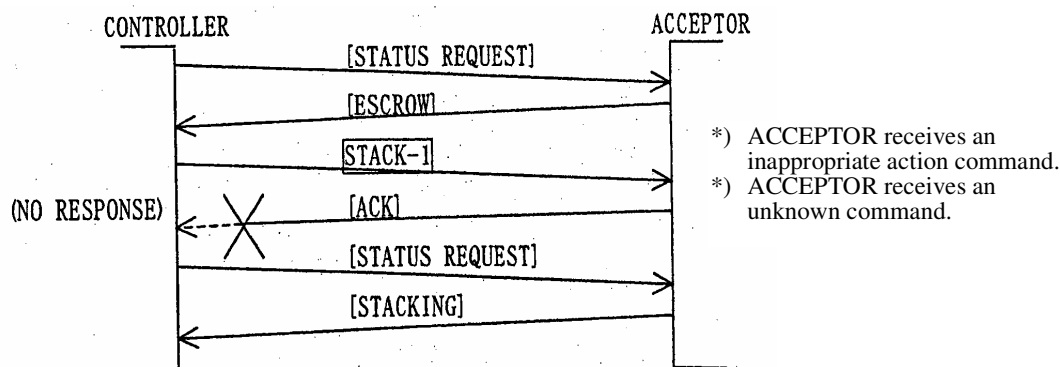 CONTROLLER
ACCEPTOR
[STATUS REQUEST]
[ESCROW]
STACK-1
(NO RESPONSE)
[ACK]
[STATUS REQUEST]
[STACKING]
*) ACCEPTOR receives an
inappropriate action command.
*) ACCEPTOR receives an
unknown command.